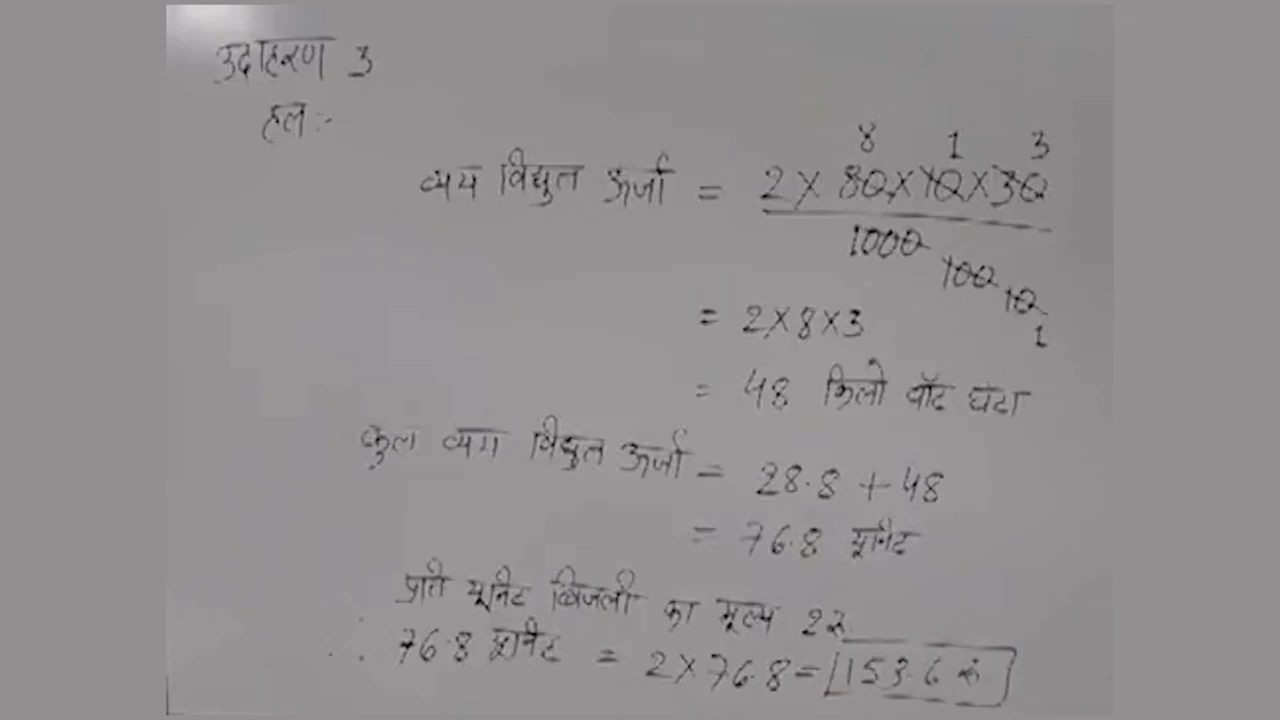 उदाहरण 3
हल :-
8 1 3
व्यय विद्युत ऊर्जा = 2 X 80 X 10 X 30
1000 100 10 1
= 2 X 8 X 3
= 48 किलो वॉट घंटा
कुल व्यय विद्युत ऊर्जा = 28.8 + 48
= 76.8 यूनिट
प्रति यूनिट बिजली का मूल्य 2 रु.
∴ 76.8 यूनिट = 2 X 76.8 = 153.6 रु